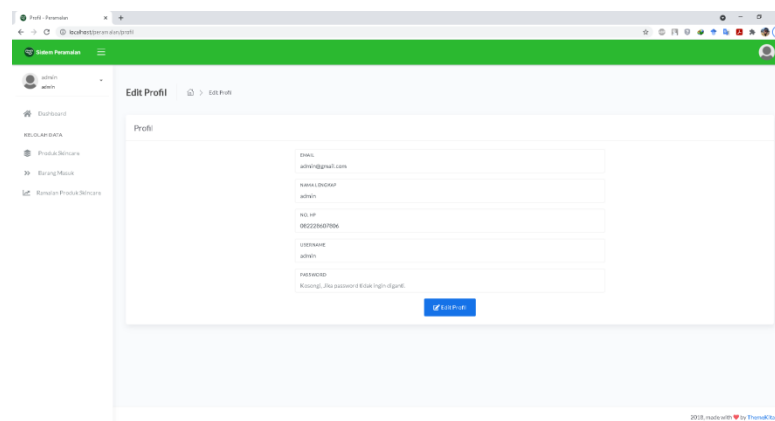 Profil - Peramalan
localhost/peramalan/profil
Sistem Peramalan
admin
admin
Edit Profil
Edit Profil
Dashboard
KELOLAH DATA
Produk Skincare
Barang Masuk
Ramalan Produk Skincare
Profil
EMAIL
admin@gmail.com
NAMA LENGKAP
admin
NO. HP
082228607806
USERNAME
admin
PASSWORD
Kosongi, Jika password tidak ingin diganti.
Edit Profil
2018, made with by ThemeKita